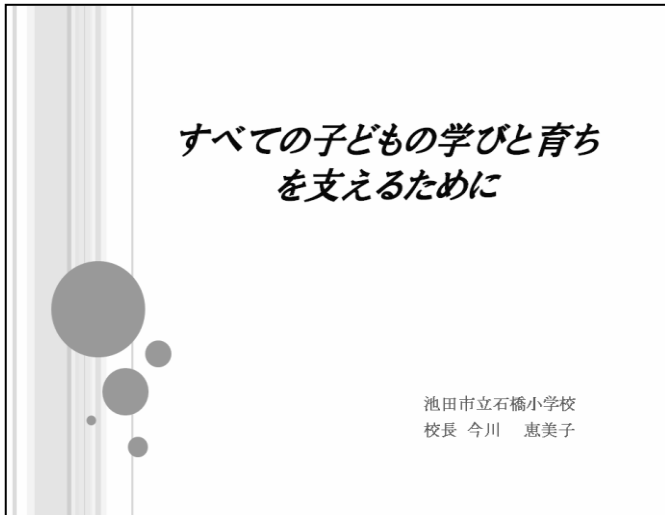 すべての子どもの学びと育ち
を支えるために
池田市立石橋小学校
校長 今川　恵美子